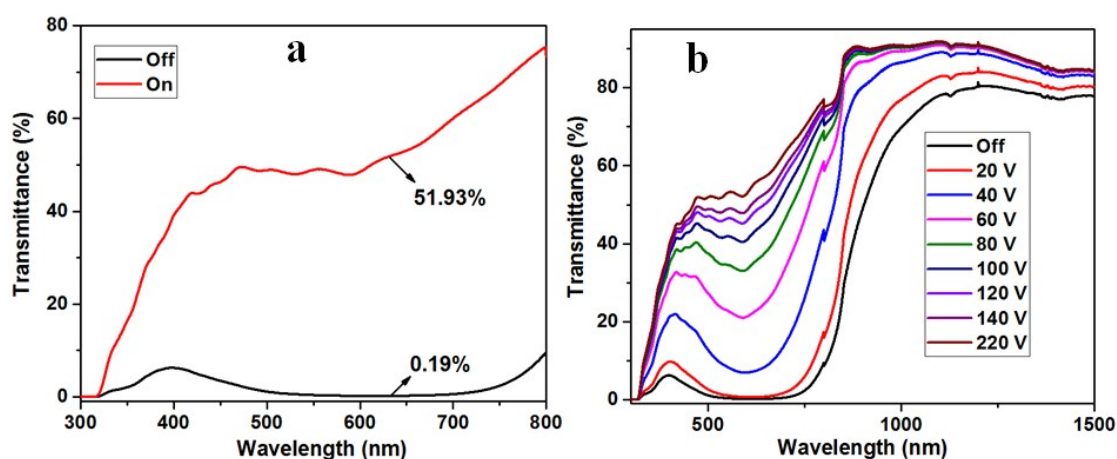 a
Off
On
51.93%
0.19%
Transmittance (%)
80
60
40
20
0
300
400
500
600
700
800
Wavelength (nm)
b
Off
20 V
40 V
60 V
80 V
100 V
120 V
140 V
220 V
Transmittance (%)
80
60
40
20
0
500
1000
1500
Wavelength (nm)